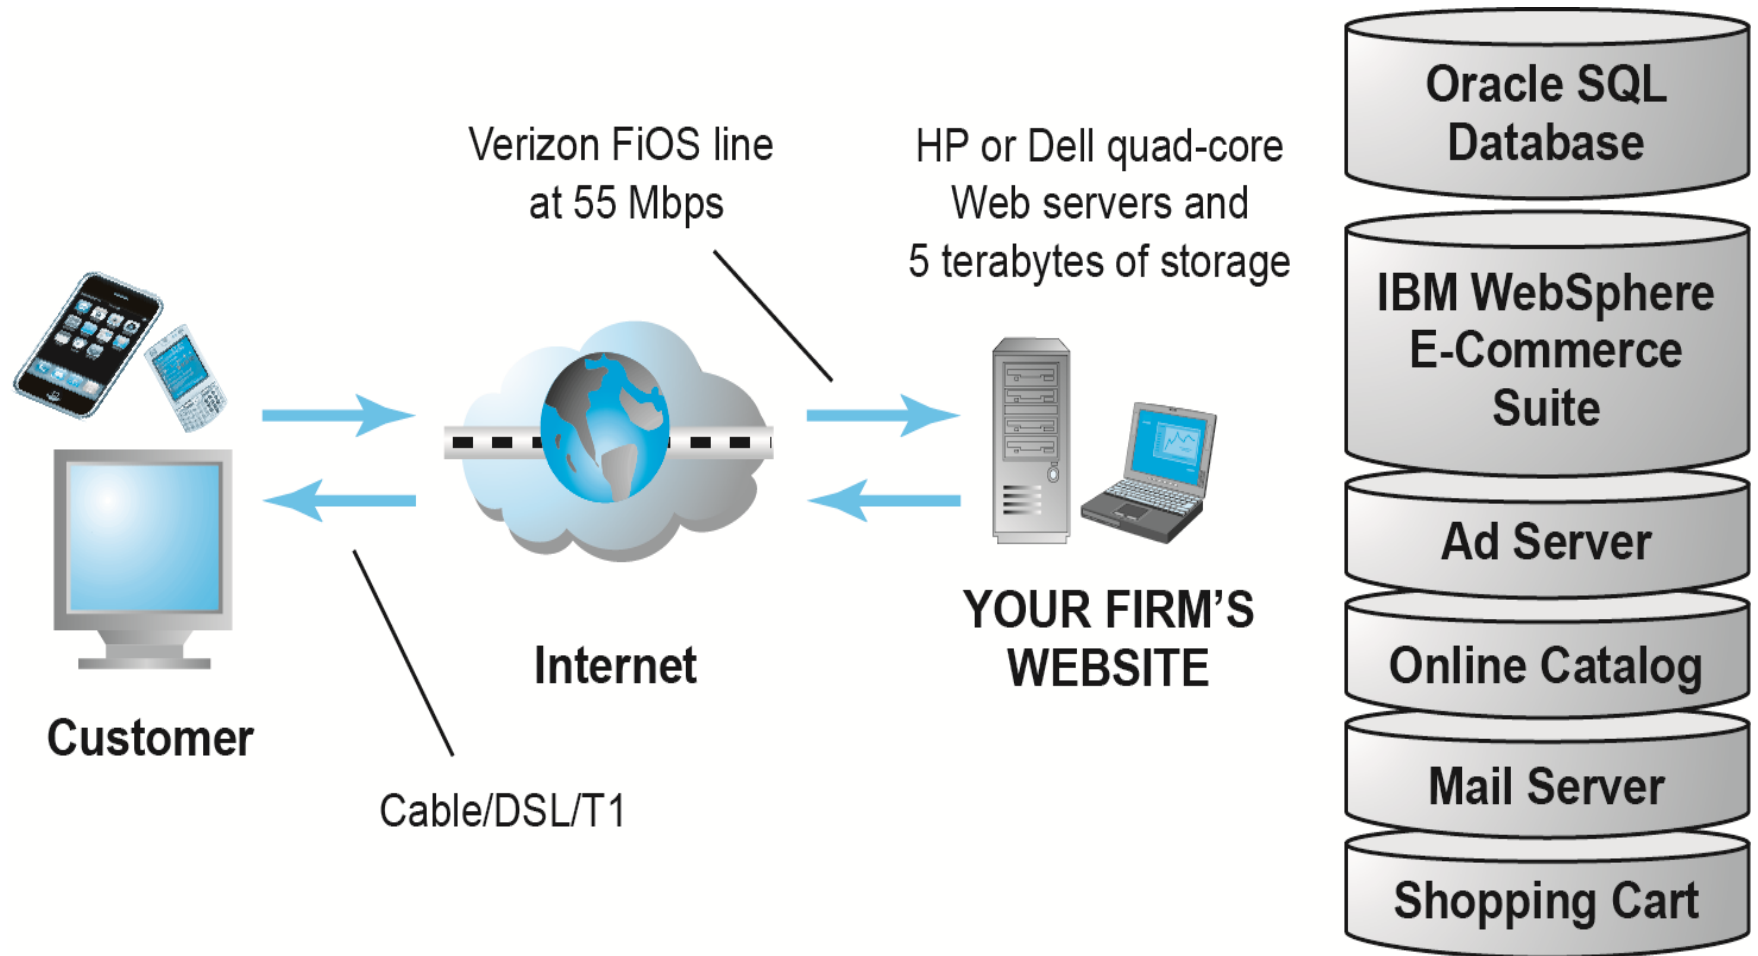 Verizon FiOS line
at 55 Mbps
HP or Dell quad-core
Web servers and
5 terabytes of storage
Customer
Cable/DSL/T1
Internet
YOUR FIRM’S
WEBSITE
Oracle SQL
Database
IBM WebSphere
E-Commerce
Suite
Ad Server
Online Catalog
Mail Server
Shopping Cart